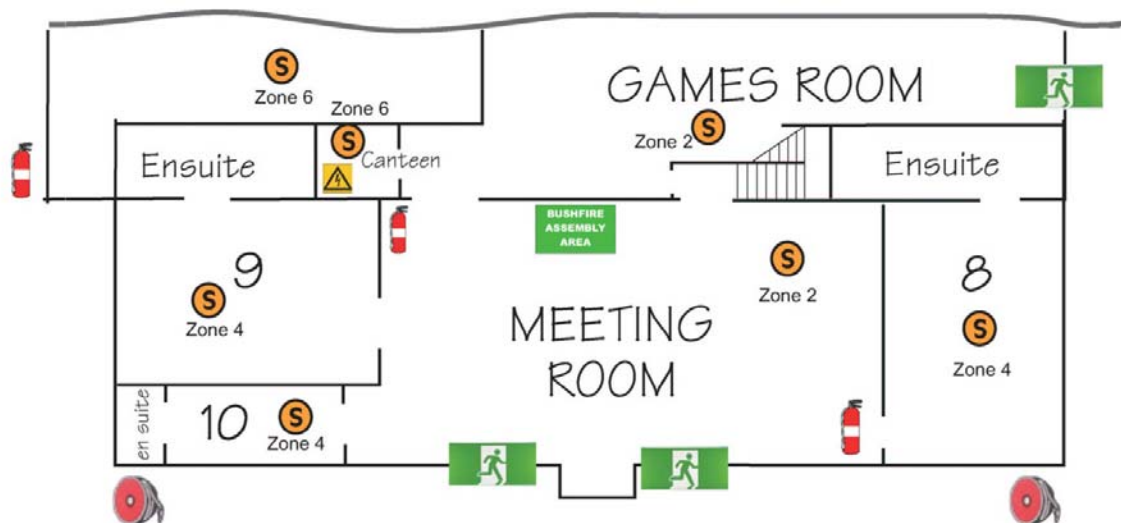 S
Zone 6
Zone 6
S
Canteen
GAMES ROOM
S
Zone 2
Ensuite
Ensuite
BUSHFIRE
ASSEMBLY
AREA
9
S
Zone 4
S
Zone 2
8
S
Zone 4
MEETING
ROOM
en suite
10
S
Zone 4